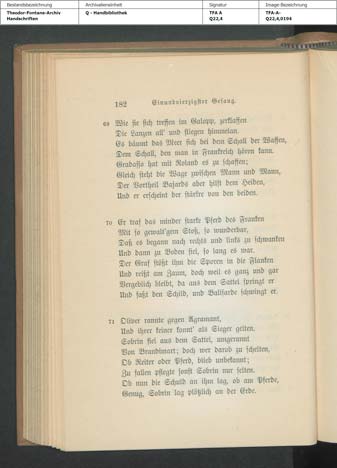 Bestandsbezeichnung
Archivalieneinheit
Signatur
Image-Bezeichnung
Theodor-Fontane-Archiv
Handschriften
Q - Handbibliothek
TFA A
Q22,4
TFA-A-
Q22,4,0194
182 Einundvierzigster Gesang.
69 Wie sie sich treffen im Galopp, zerklaffen
Die Lanzen all' und fliegen himmelan.
Es bäumt das Meer sich bei dem Schall der Waffen,
Dem Schall, den man in Frankreich hören kann.
Gradasso hat mit Roland es zu schaffen;
Gleich steht die Wage zwischen Mann und Mann,
Der Vortheil Bajards aber hilft dem Heiden,
Und er erscheint der stärkre von den beiden.
70 Er traf das minder starke Pferd des Franken
Mit so gewalt'gem Stoß, so wunderbar,
Daß es begann nach rechts und links zu schwanken
Und dann zu Boden fiel, so lang es war.
Der Graf stößt ihm die Sporen in die Flanken
Und reißt am Zaum, doch weil es ganz und gar
Vergeblich bleibt, da aus dem Sattel springt er
Und faßt den Schild, und Balisarde schwingt er.
71 Oliver rannte gegen Agramant,
Und ihrer keiner konnt' als Sieger gelten.
Sobrin fiel aus dem Sattel, umgerannt
Von Brandimart; doch wer darob zu schelten,
Ob Reiter oder Pferd, blieb unbekannt;
Zu fallen pflegte sonst Sobrin nur selten.
Ob nun die Schuld an ihm lag, ob am Pferde,
Genug, Sobrin lag plötzlich an der Erde.